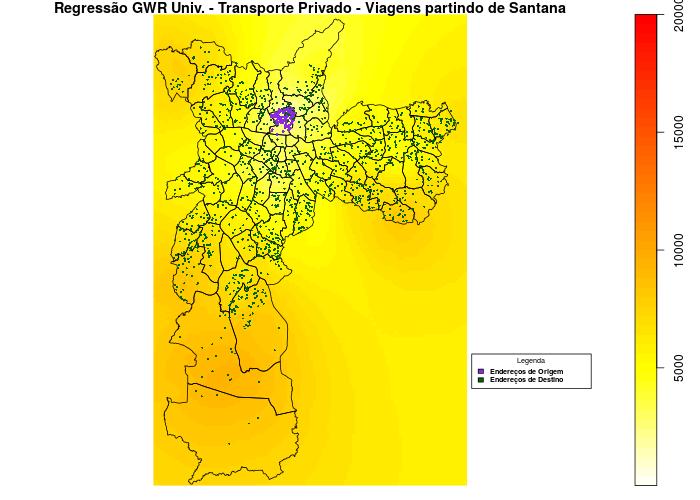 Regressão GWR Univ. - Transporte Privado - Viagens partindo de Santana
20000
15000
10000
5000
Legenda
Endereços de Origem
Endereços de Destino